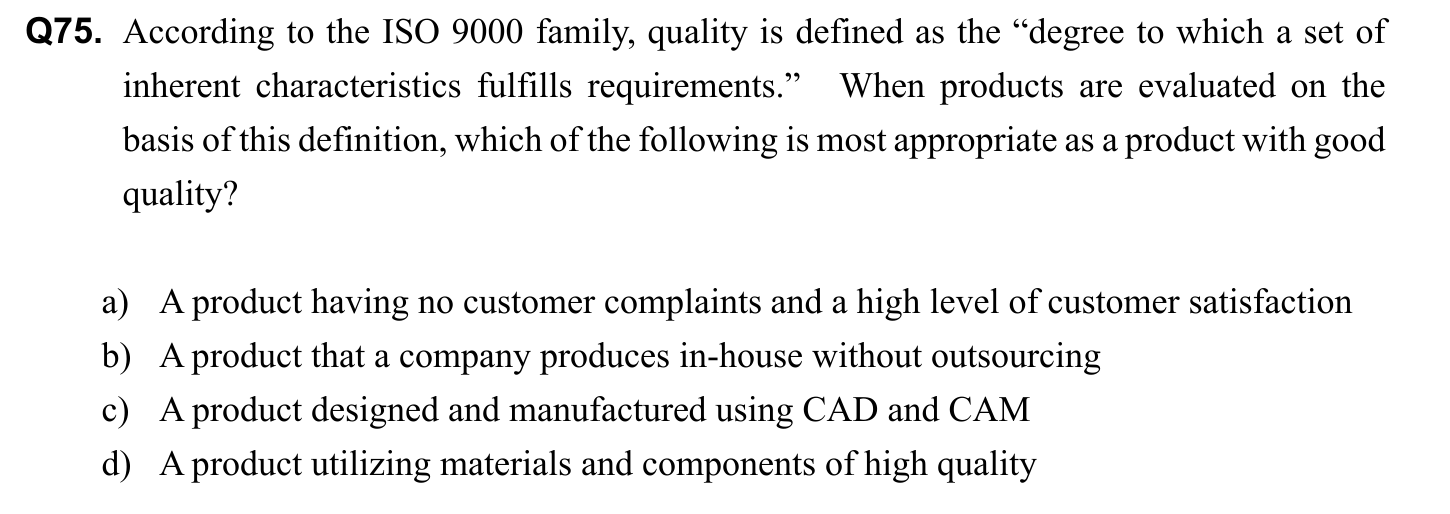 Q75. According to the ISO 9000 family, quality is defined as the “degree to which a set of
inherent characteristics fulfills requirements.” When products are evaluated on the
basis of this definition, which of the following is most appropriate as a product with good
quality?
a) A product having no customer complaints and a high level of customer satisfaction
b) A product that a company produces in-house without outsourcing
c) A product designed and manufactured using CAD and CAM
d) A product utilizing materials and components of high quality